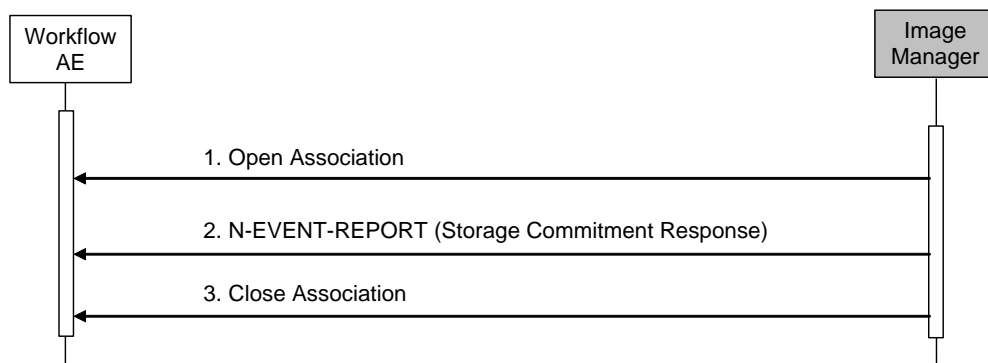 Workflow
AE
Image
Manager
1. Open Association
2. N-EVENT-REPORT (Storage Commitment Response)
3. Close Association